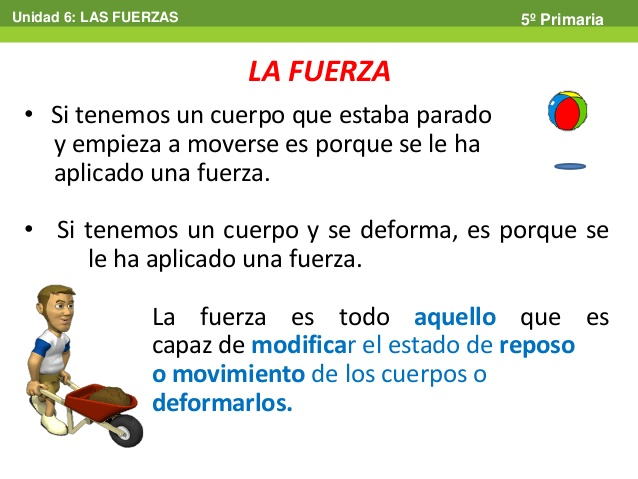 Unidad 6: LAS FUERZAS
5º Primaria
LA FUERZA
• Si tenemos un cuerpo que estaba parado
y empieza a moverse es porque se le ha
aplicado una fuerza.
• Si tenemos un cuerpo y se deforma, es porque se
le ha aplicado una fuerza.
La fuerza es todo aquello que es
capaz de modificar el estado de reposo
o movimiento de los cuerpos o
deformarlos.